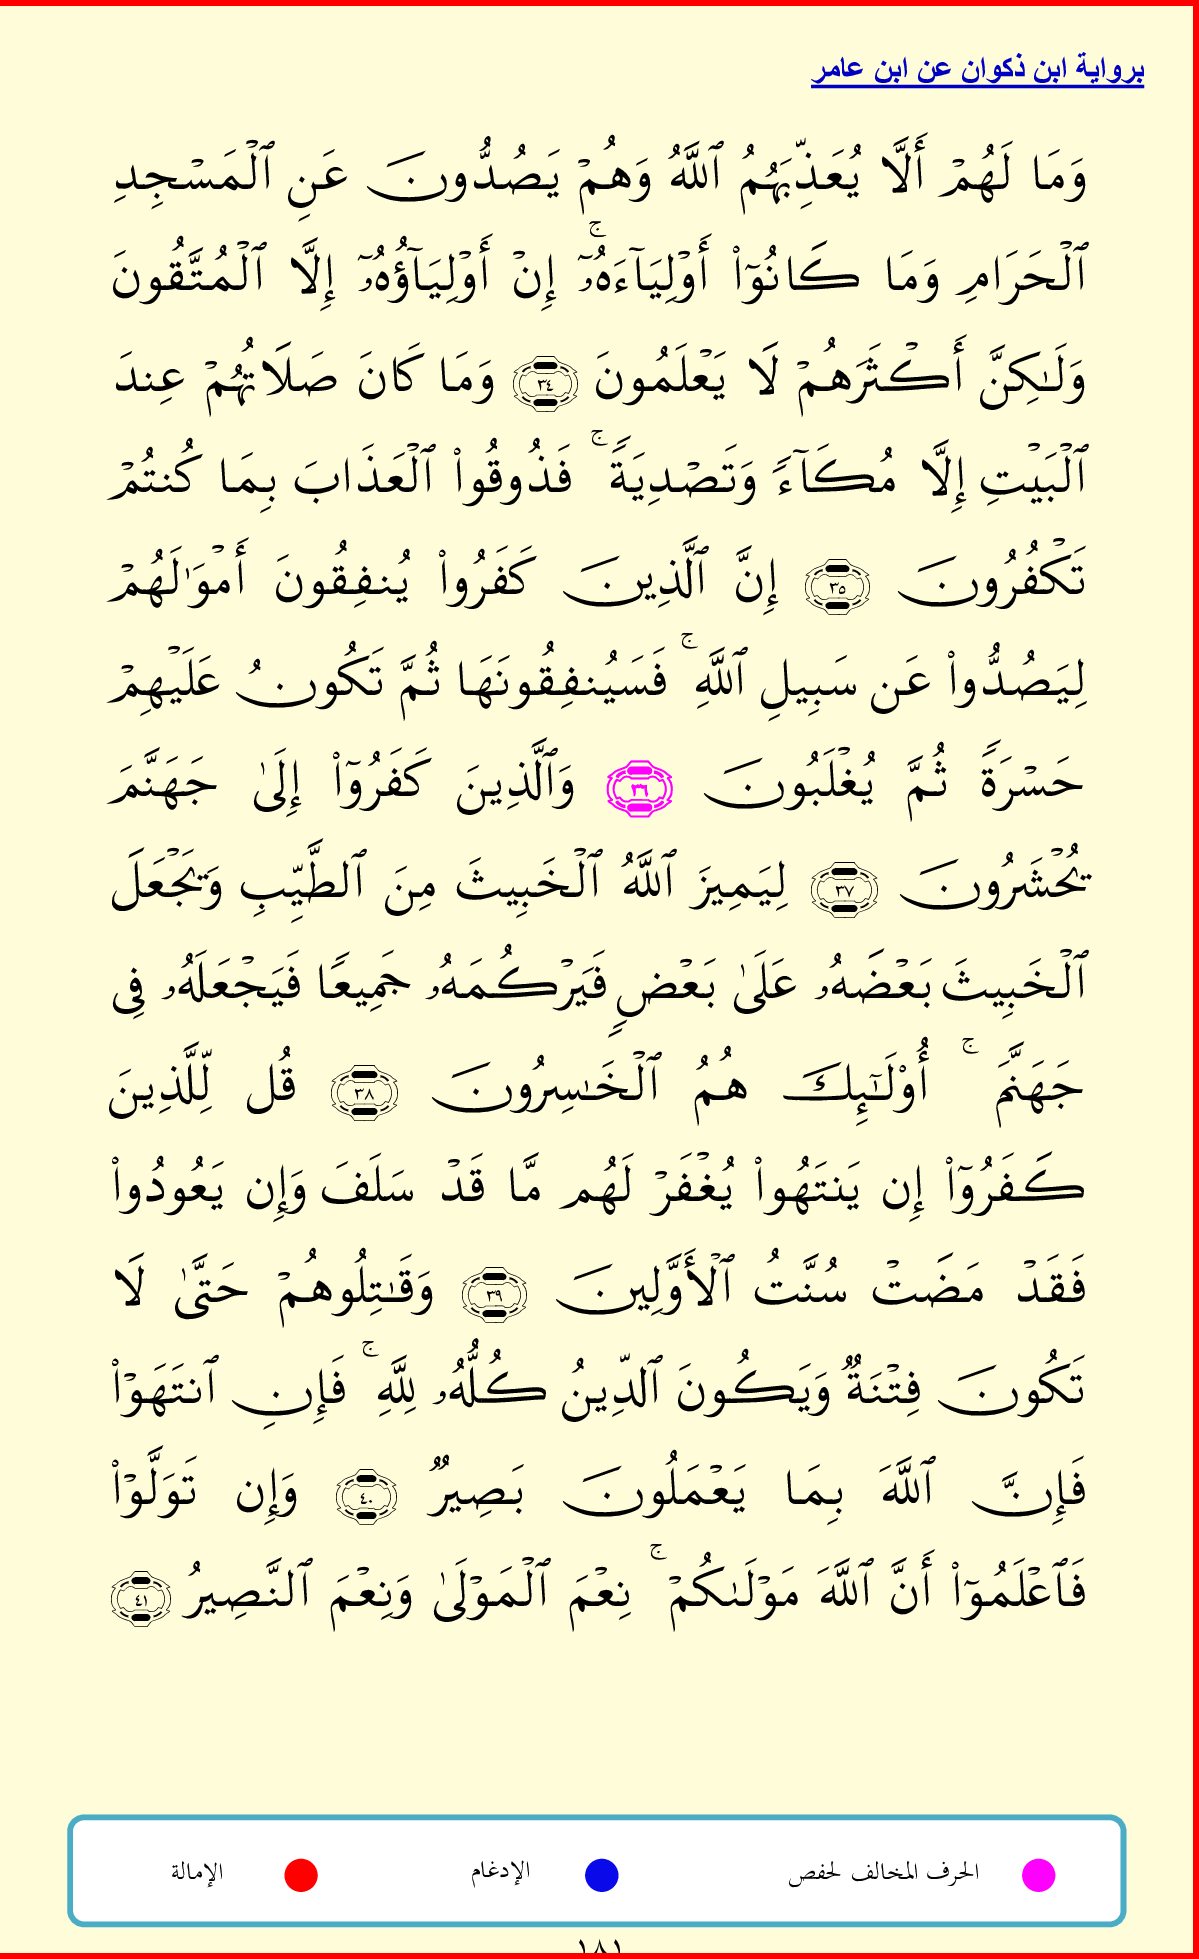 برواية ابن ذكوان عن ابن عامر
وَمَا لَهُمۡ أَلَّا يُعَذِّبَهُمُ ٱللَّهُ وَهُمۡ يَصُدُّونَ عَنِ ٱلۡمَسۡجِدِ
ٱلۡحَرَامِ وَمَا كَانُوٓاْ أَوۡلِيَآءَهُۥٓۚ إِنۡ أَوۡلِيَآؤُهُۥٓ إِلَّا ٱلۡمُتَّقُونَ
وَلَٰكِنَّ أَكۡثَرَهُمۡ لَا يَعۡلَمُونَ ٣٤ وَمَا كَانَ صَلَاتُهُمۡ عِندَ
ٱلۡبَيۡتِ إِلَّا مُكَآءٗ وَتَصۡدِيَةٗۚ فَذُوقُواْ ٱلۡعَذَابَ بِمَا كُنتُمۡ
تَكۡفُرُونَ ٣٥ إِنَّ ٱلَّذِينَ كَفَرُواْ يُنفِقُونَ أَمۡوَٰلَهُمۡ
لِيَصُدُّواْ عَن سَبِيلِ ٱللَّهِۚ فَسَيُنفِقُونَهَا ثُمَّ تَكُونُ عَلَيۡهِمۡ
حَسۡرَةٗ ثُمَّ يُغۡلَبُونَ ٣٦ وَٱلَّذِينَ كَفَرُوٓاْ إِلَىٰ جَهَنَّمَ
يُحۡشَرُونَ ٣٧ لِيَمِيزَ ٱللَّهُ ٱلۡخَبِيثَ مِنَ ٱلطَّيِّبِ وَيَجۡعَلَ
ٱلۡخَبِيثَ بَعۡضَهُۥ عَلَىٰ بَعۡضٖ فَيَرۡكُمَهُۥ جَمِيعٗا فَيَجۡعَلَهُۥ فِي
جَهَنَّمَۚ أُوْلَٰٓئِكَ هُمُ ٱلۡخَٰسِرُونَ ٣٨ قُل لِّلَّذِينَ
كَفَرُوٓاْ إِن يَنتَهُواْ يُغۡفَرۡ لَهُم مَّا قَدۡ سَلَفَ وَإِن يَعُودُواْ
فَقَدۡ مَضَتۡ سُنَّتُ ٱلۡأَوَّلِينَ ٣٩ وَقَٰتِلُوهُمۡ حَتَّىٰ لَا
تَكُونَ فِتۡنَةٞ وَيَكُونَ ٱلدِّينُ كُلُّهُۥ لِلَّهِۚ فَإِنِ ٱنتَهَوۡاْ
فَإِنَّ ٱللَّهَ بِمَا يَعۡمَلُونَ بَصِيرٞ ٤٠ وَإِن تَوَلَّوۡاْ
فَٱعۡلَمُوٓاْ أَنَّ ٱللَّهَ مَوۡلَىٰكُمۡۚ نِعۡمَ ٱلۡمَوۡلَىٰ وَنِعۡمَ ٱلنَّصِيرُ ٤١
الحرف المخالف لحفص الإدغام الإمالة
١٨١